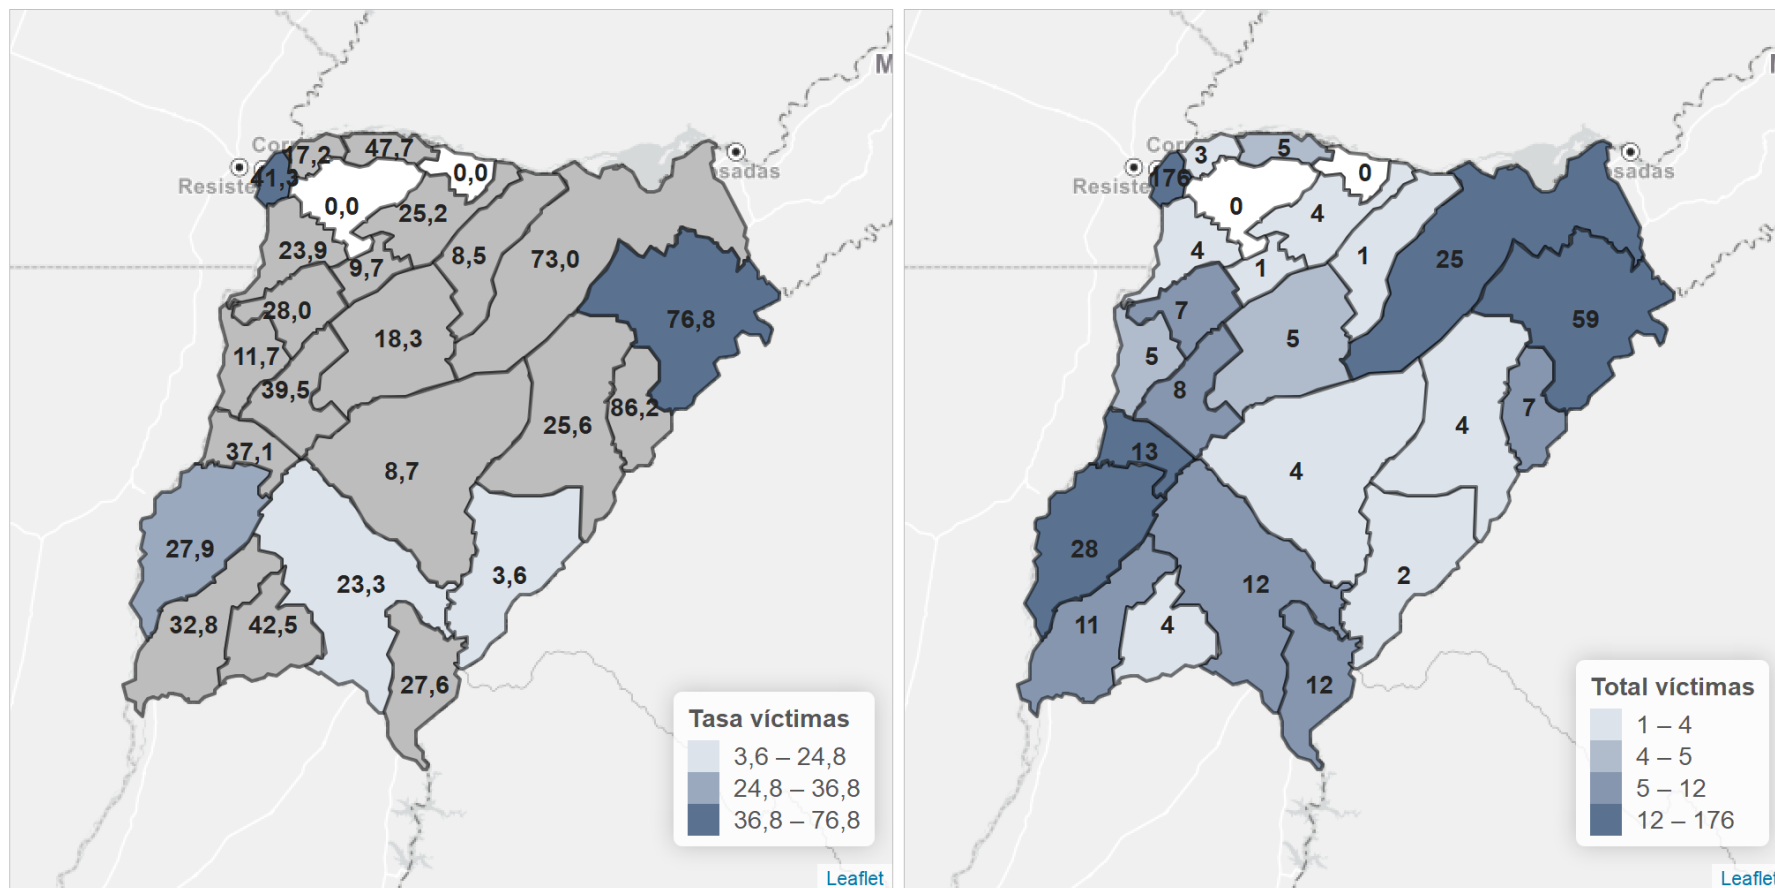 M
Corr
17,2
47,7
41,3
0,0
Resiste
osadas
0,0
25,2
23,9
9,7
8,5
73,0
28,0
76,8
18,3
11,7
39,5
86,2
25,6
37,1
8,7
27,9
3,6
23,3
32,8
42,5
27,6
Tasa víctimas
3,6 – 24,8
24,8 – 36,8
36,8 – 76,8
Leaflet
Corr
3
5
176
0
Resiste
osadas
0
4
4
1
1
25
7
59
5
5
8
7
4
13
4
28
2
12
11
4
12
Total víctimas
1 – 4
4 – 5
5 – 12
12 – 176
Leaflet